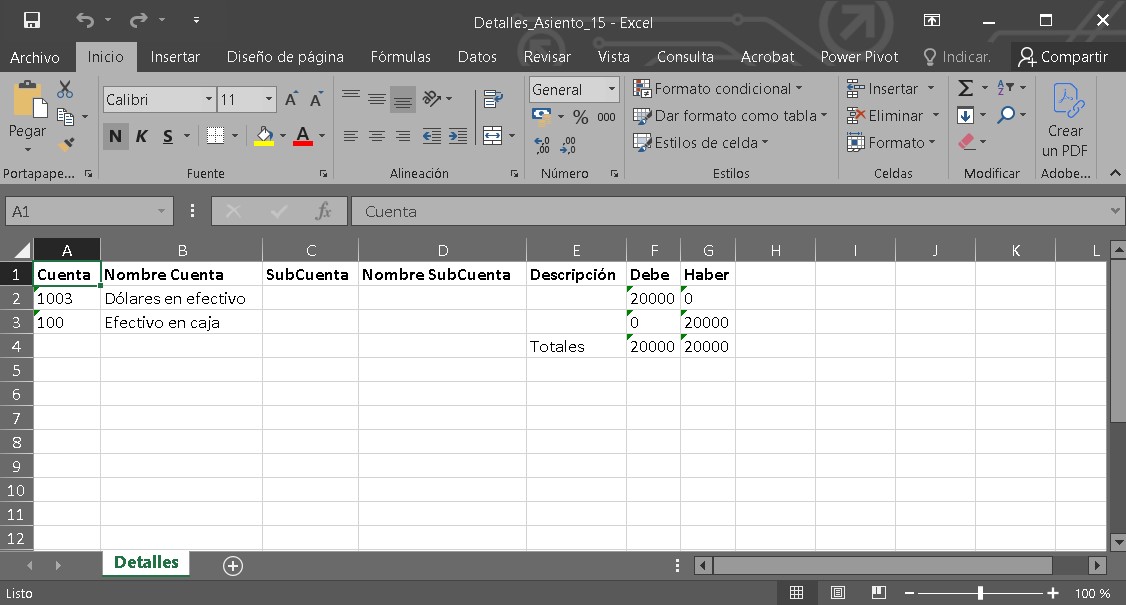 Detalles_Asiento_15 - Excel
Archivo Inicio Insertar Diseño de página Fórmulas Datos Revisar Vista Consulta Acrobat Power Pivot Indicar. Compartir
Calibri 11 General Formato condicional Insertar
Pegar % 000 Dar formato como tabla Eliminar Crear
N K S A Estilos de celda Formato un PDF
Portapape... Fuente Alineación Número Estilos Celdas Modificar Adobe...
A1 fx Cuenta
A B C D E F G H I J K L
1 Cuenta Nombre Cuenta SubCuenta Nombre SubCuenta Descripción Debe Haber
2 1003 Dólares en efectivo 20000 0
3 100 Efectivo en caja 0 20000
4 Totales 20000 20000
5
6
7
8
9
10
11
12
Detalles
Listo 100 %